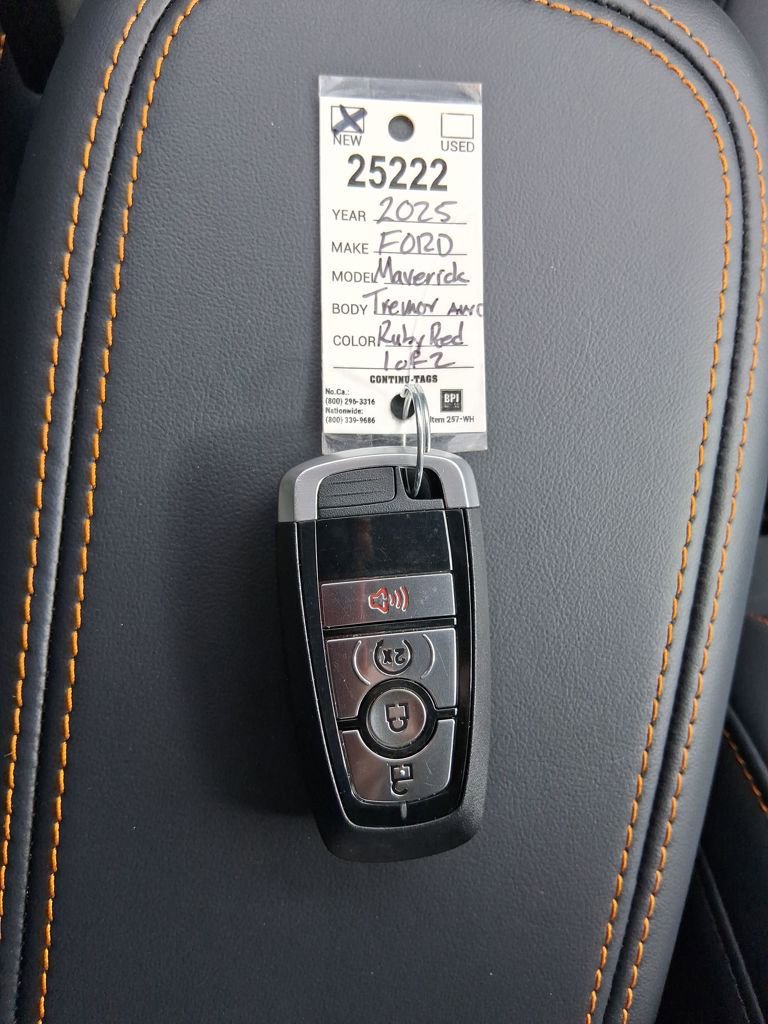 NEW USED
25222
YEAR 2025
MAKE FORD
MODEL Maverick
BODY Tremor AWD
COLOR Ruby Red
1 of 2
CONTINU-TAGS
No.Ca.:
(800) 296-3316
Nationwide:
(800) 339-9686
BPI
Item 257-WH
2x